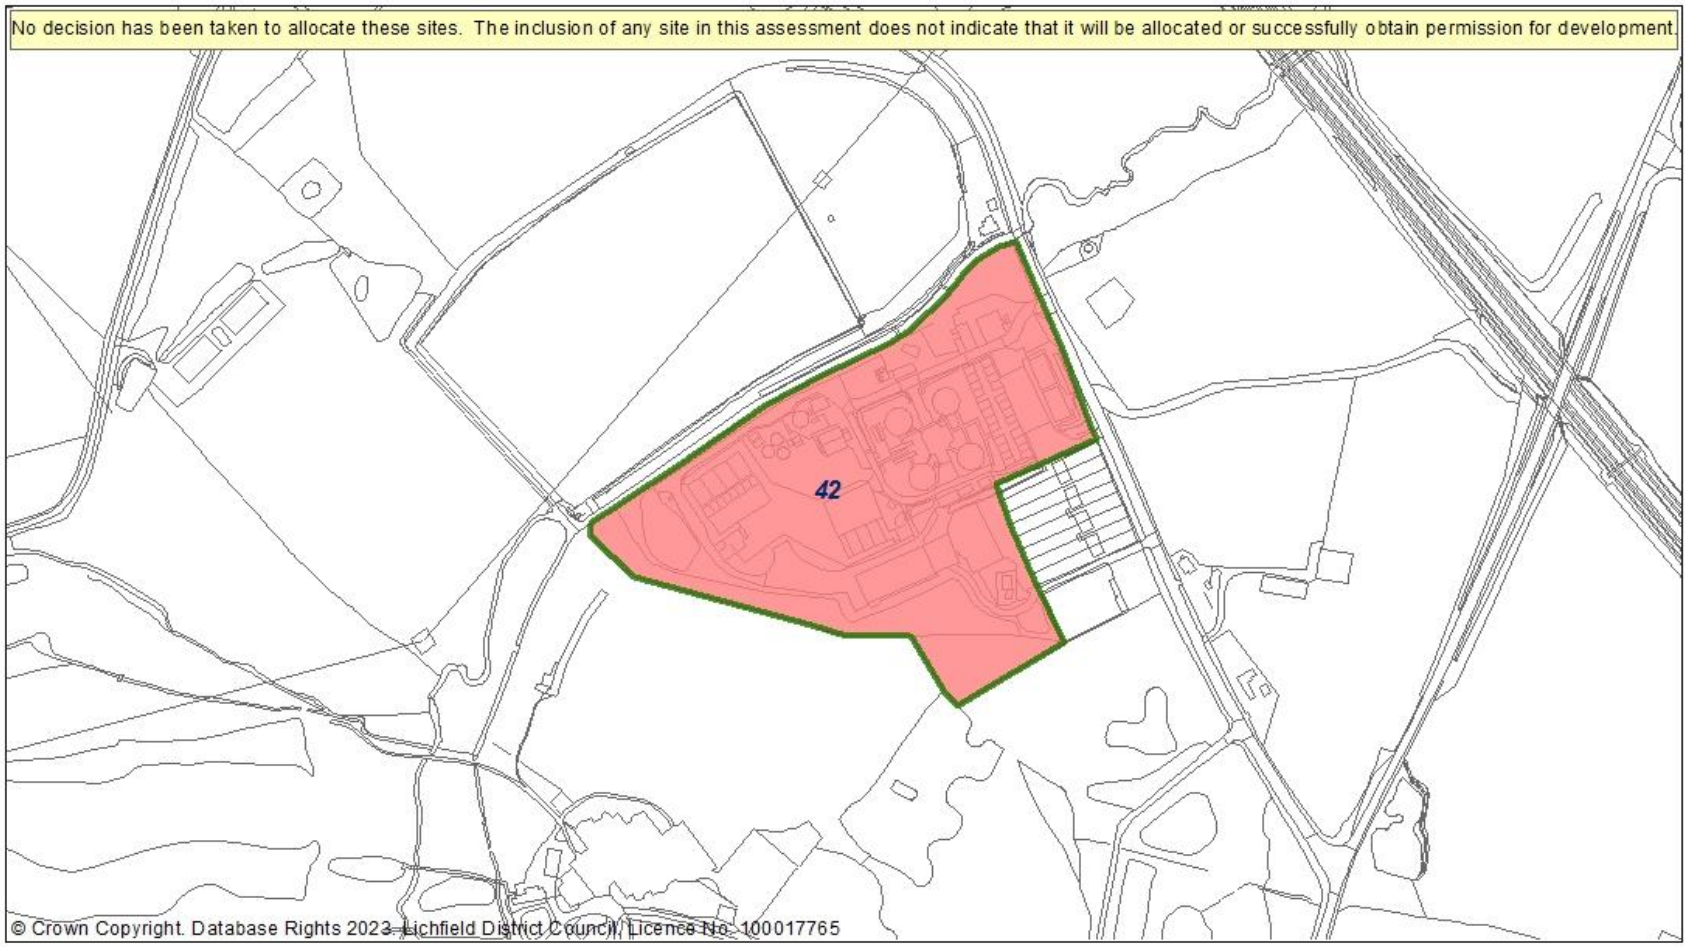 No decision has been taken to allocate these sites. The inclusion of any site in this assessment does not indicate that it will be allocated or successfully obtain permission for development.
42
© Crown Copyright. Database Rights 2023. Lichfield District Council, Licence No: 100017765